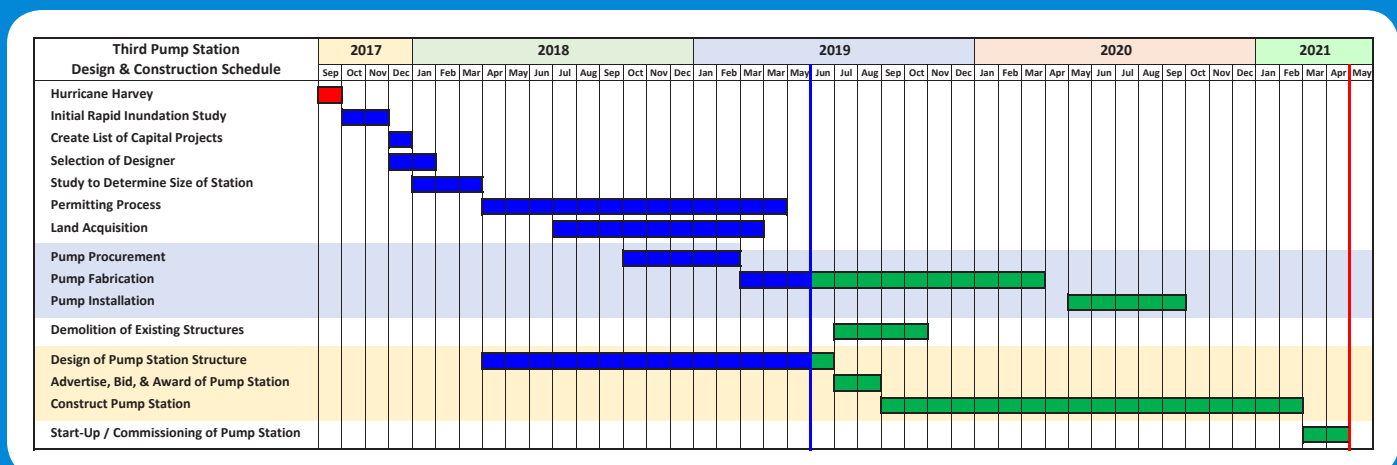 Third Pump Station 2017 2018 2019 2020 2021
Design & Construction Schedule Sep Oct Nov Dec Jan Feb Mar Apr May Jun Jul Aug Sep Oct Nov Dec Jan Feb Mar Mar May Jun Jul Aug Sep Oct Nov Dec Jan Feb Mar Apr May Jun Jul Aug Sep Oct Nov Dec Jan Feb Mar Apr May
Hurricane Harvey
Initial Rapid Inundation Study
Create List of Capital Projects
Selection of Designer
Study to Determine Size of Station
Permitting Process
Land Acquisition
Pump Procurement
Pump Fabrication
Pump Installation
Demolition of Existing Structures
Design of Pump Station Structure
Advertise, Bid, & Award of Pump Station
Construct Pump Station
Start-Up / Commissioning of Pump Station